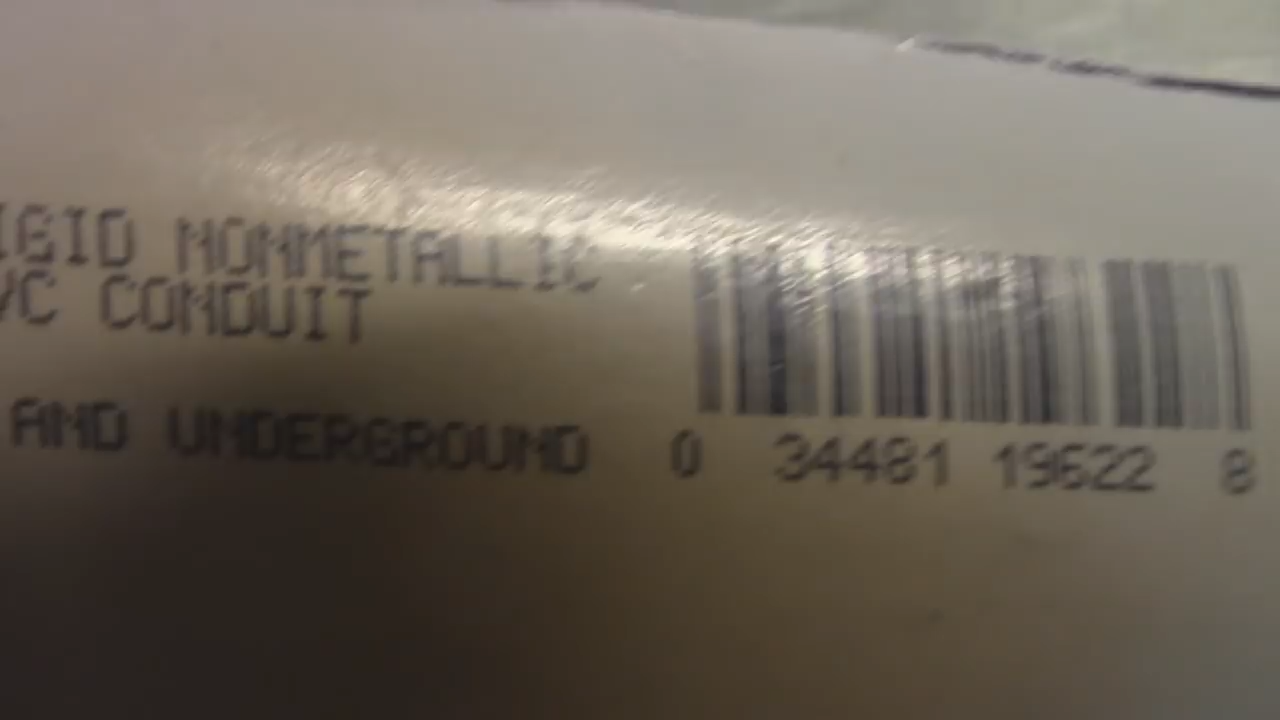 IGID NONMETALLIC
VC CONDUIT
AND UNDERGROUND
0 34481 19622 8